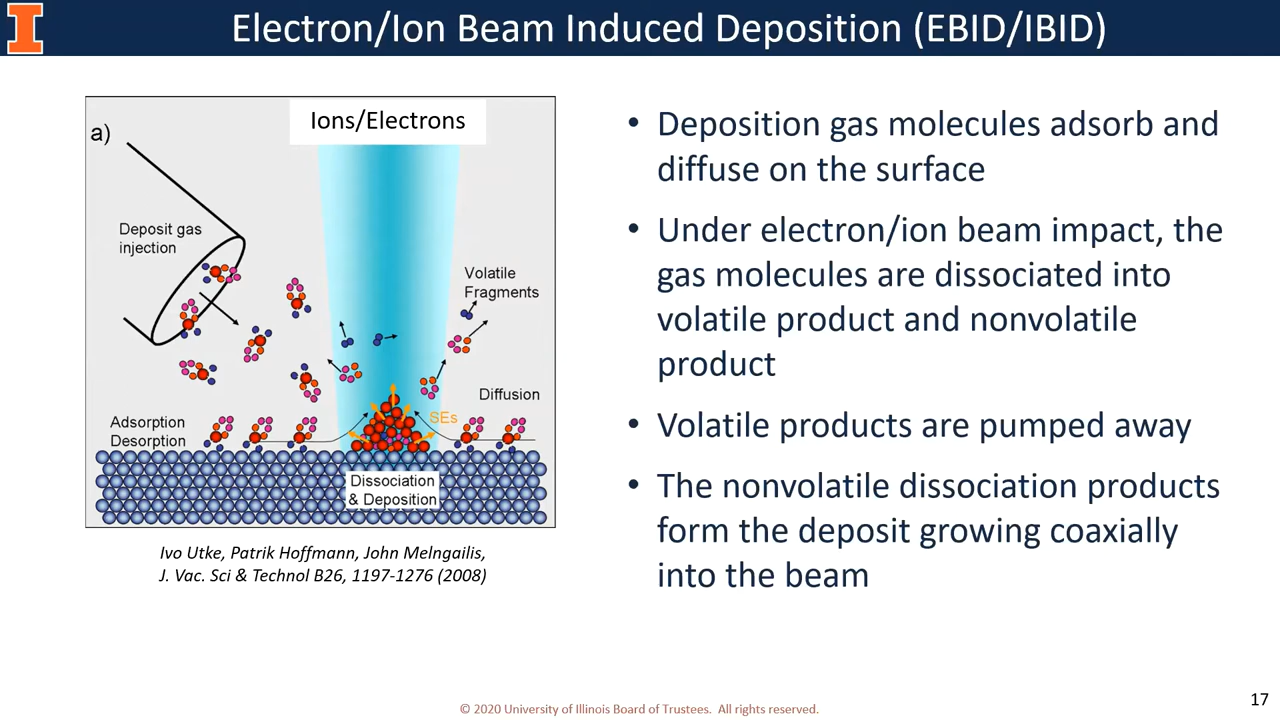 Electron/Ion Beam Induced Deposition (EBID/IBID)
Ions/Electrons
a)
Deposit gas
injection
Volatile
Fragments
Diffusion
SEs
Adsorption
Desorption
Dissociation
& Deposition
Ivo Utke, Patrik Hoffmann, John Melngailis,
J. Vac. Sci & Technol B26, 1197-1276 (2008)
• Deposition gas molecules adsorb and
diffuse on the surface
• Under electron/ion beam impact, the
gas molecules are dissociated into
volatile product and nonvolatile
product
• Volatile products are pumped away
• The nonvolatile dissociation products
form the deposit growing coaxially
into the beam
© 2020 University of Illinois Board of Trustees. All rights reserved.
17